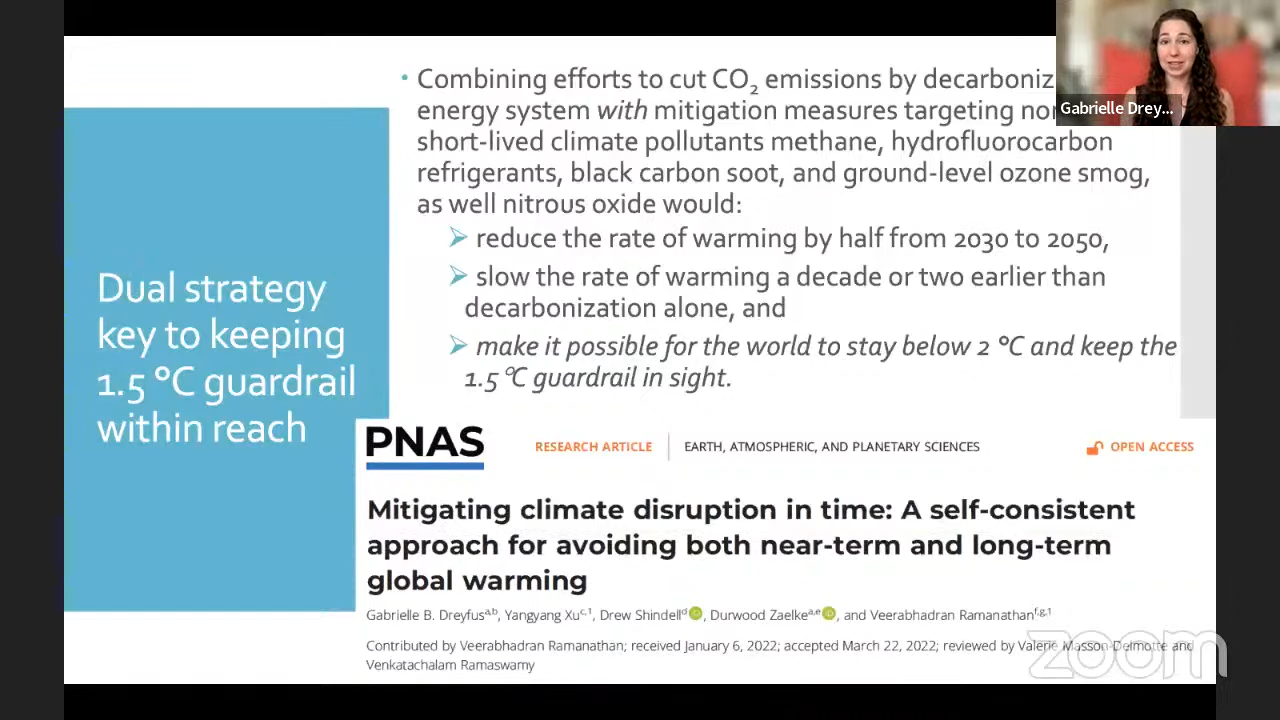 Combining efforts to cut CO₂ emissions by decarboniz
energy system with mitigation measures targeting
short-lived climate pollutants methane, hydrofluorocarbon
refrigerants, black carbon soot, and ground-level ozone smog,
as well nitrous oxide would:
➢ reduce the rate of warming by half from 2030 to 2050,
➢ slow the rate of warming a decade or two earlier than
decarbonization alone, and
➢ make it possible for the world to stay below 2 °C and keep the
1.5 °C guardrail in sight.
Gabrielle Drey...
Dual strategy
key to keeping
1.5 °C guardrail
within reach
PNAS
RESEARCH ARTICLE | EARTH, ATMOSPHERIC, AND PLANETARY SCIENCES
OPEN ACCESS
Mitigating climate disruption in time: A self-consistent
approach for avoiding both near-term and long-term
global warming
Gabrielle B. Dreyfusᵃ,ᵇ, Yangyang Xuᶜ,¹, Drew Shindellᵈ, Durwood Zaelkeᵃ,ᵉ, and Veerabhadran Ramanathanᶠ,ᵍ,¹
Contributed by Veerabhadran Ramanathan; received January 6, 2022; accepted March 22, 2022; reviewed by Valerie Masson-Delmotte and
Venkatachalam Ramaswamy
zoom